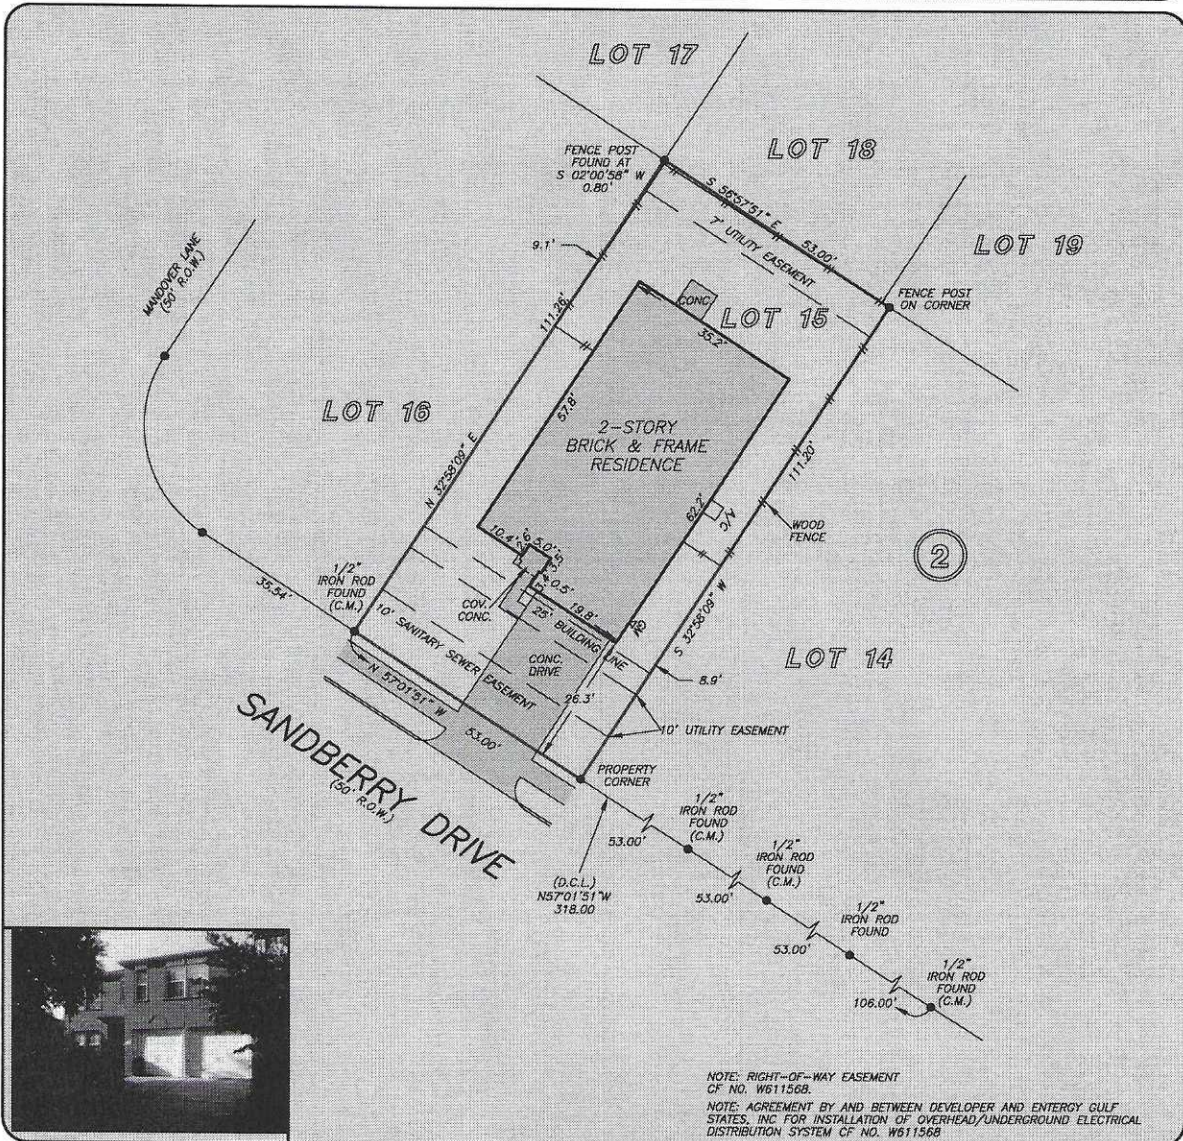 LOT 17
LOT 18
LOT 19
FENCE POST
FOUND AT
S 02°00'58" W
0.80'
S 56°57'51" E
53.00'
7' UTILITY EASEMENT
9.1'
FENCE POST
ON CORNER
MANDOVER LANE
(50' R.O.W.)
CONC.
LOT 15
111.26'
35.2'
57.8'
LOT 16
2-STORY
BRICK & FRAME
RESIDENCE
N 32°58'09" E
111.20'
62.2'
A/C
WOOD
FENCE
2
10.4'
5.0'
3.5'
0.5'
19.8'
1/2"
IRON ROD
FOUND
(C.M.)
35.54'
COV.
CONC.
25' BUILDING LINE
GM
S 32°58'09" W
LOT 14
10' SANITARY SEWER EASEMENT
CONC.
DRIVE
8.9'
26.3'
N 57°01'51" W
53.00'
10' UTILITY EASEMENT
SANDBERRY DRIVE
(50' R.O.W.)
PROPERTY
CORNER
1/2"
IRON ROD
FOUND
(C.M.)
53.00'
(D.C.L.)
N57°01'51"W
318.00
1/2"
IRON ROD
FOUND
(C.M.)
53.00'
1/2"
IRON ROD
FOUND
53.00'
1/2"
IRON ROD
FOUND
(C.M.)
106.00'
NOTE: RIGHT-OF-WAY EASEMENT
CF NO. W611568.
NOTE: AGREEMENT BY AND BETWEEN DEVELOPER AND ENTERGY GULF
STATES, INC FOR INSTALLATION OF OVERHEAD/UNDERGROUND ELECTRICAL
DISTRIBUTION SYSTEM CF NO. W611568